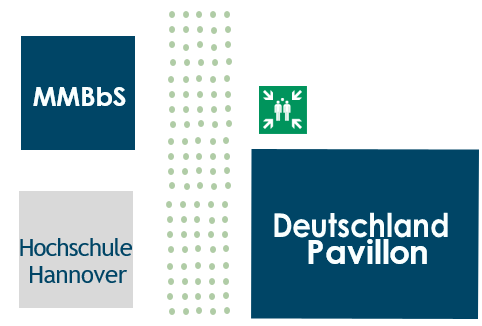 MMBbS
Hochschule
Hannover
Deutschland
Pavillon